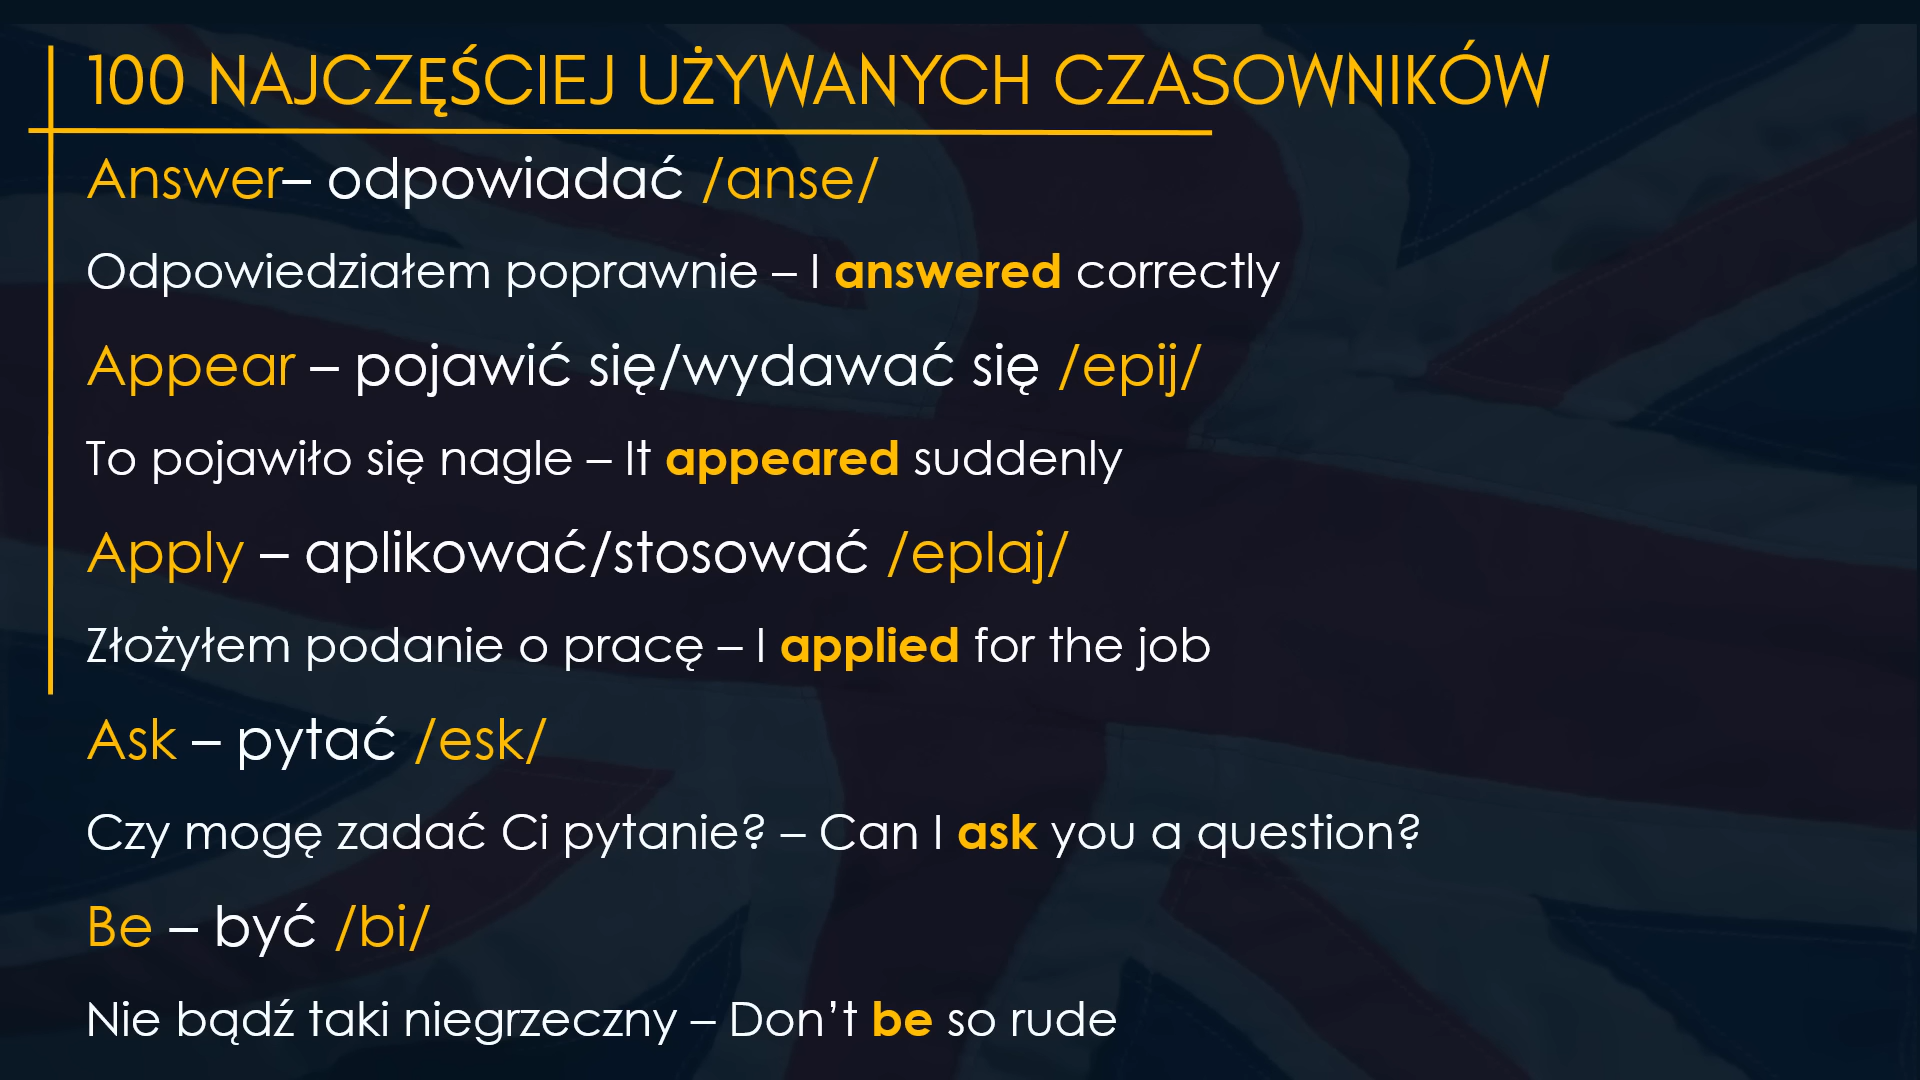 100 NAJCZĘŚCIEJ UŻYWANYCH CZASOWNIKÓW
Answer– odpowiadać /anse/
Odpowiedziałem poprawnie – I answered correctly
Appear – pojawić się/wydawać się /epij/
To pojawiło się nagle – It appeared suddenly
Apply – aplikować/stosować /eplaj/
Złożyłem podanie o pracę – I applied for the job
Ask – pytać /esk/
Czy mogę zadać Ci pytanie? – Can I ask you a question?
Be – być /bi/
Nie bądź taki niegrzeczny – Don’t be so rude